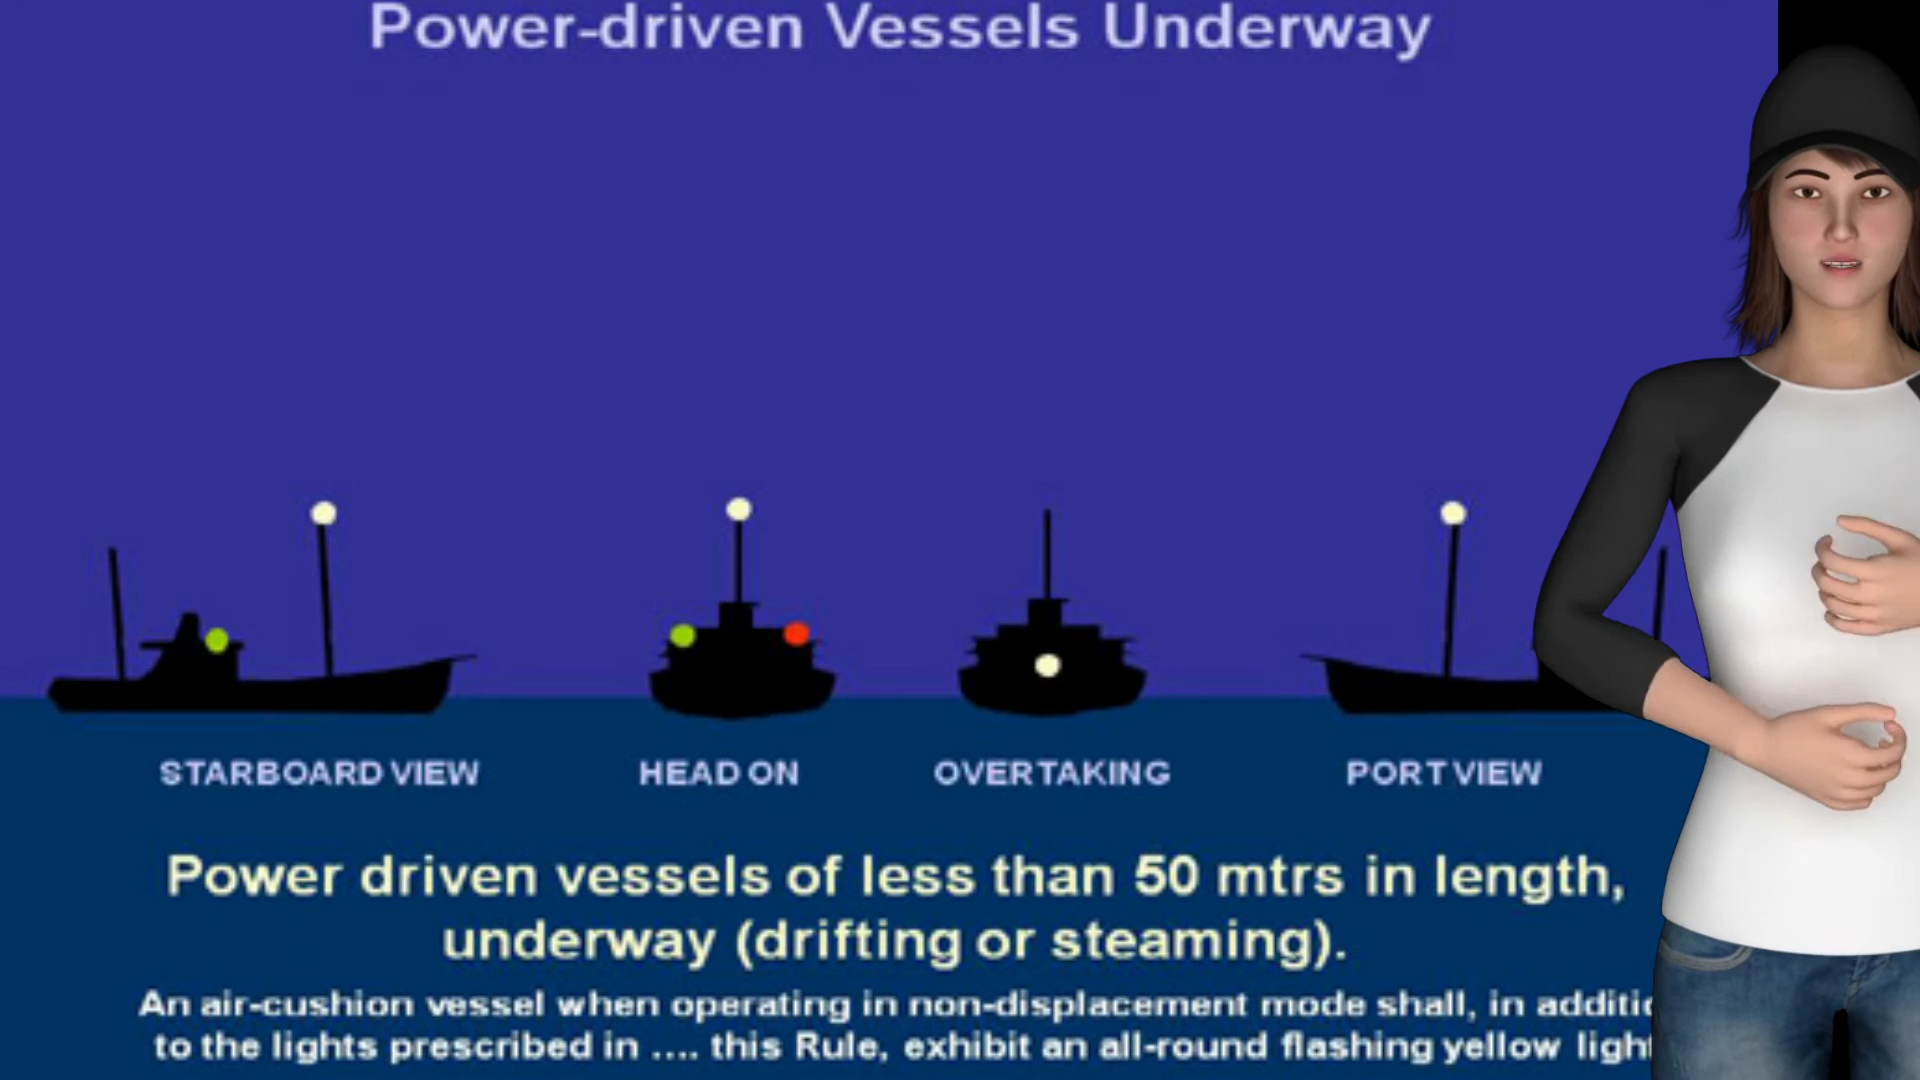 Power-driven Vessels Underway
STARBOARD VIEW
HEAD ON
OVERTAKING
PORT VIEW
Power driven vessels of less than 50 mtrs in length,
underway (drifting or steaming).
An air-cushion vessel when operating in non-displacement mode shall, in
to the lights prescribed in .... this Rule, exhibit an all-round flashing yellow light